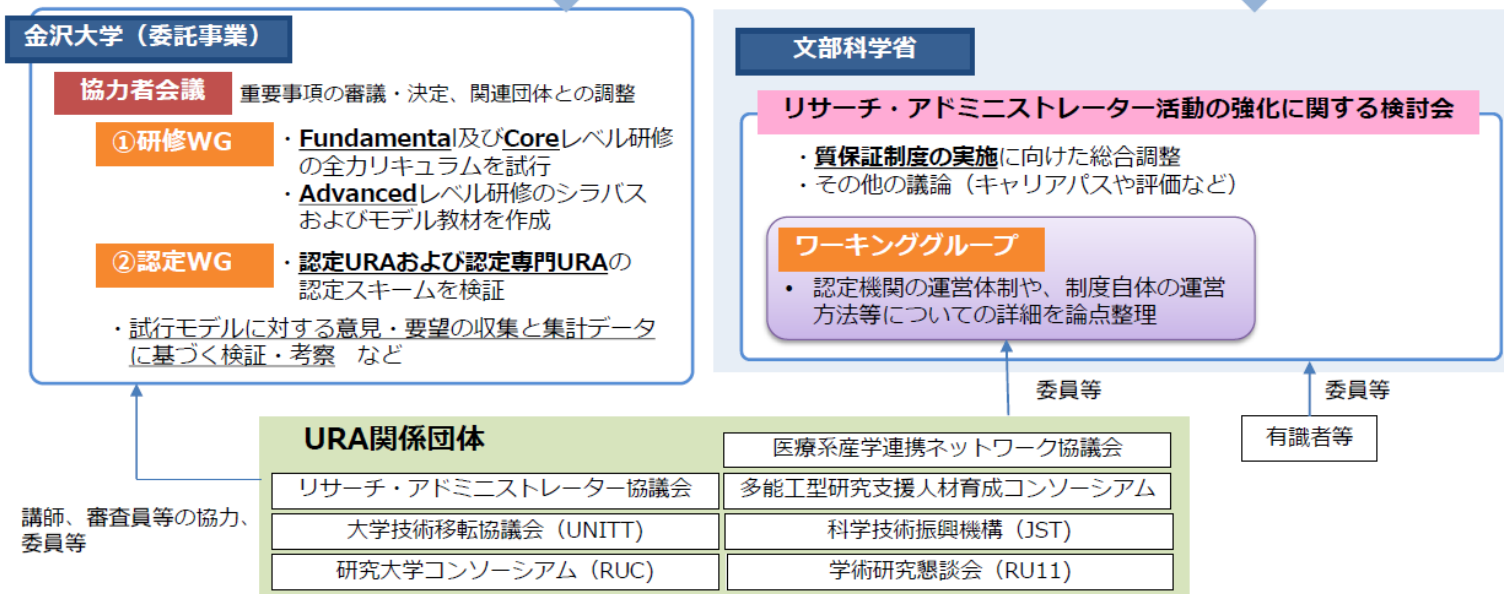 金沢大学（委託事業）
協力者会議 重要事項の審議・決定、関連団体との調整
①研修WG
・Fundamental及びCoreレベル研修
の全カリキュラムを試行
・Advancedレベル研修のシラバス
およびモデル教材を作成
②認定WG
・認定URAおよび認定専門URAの
認定スキームを検証
・試行モデルに対する意見・要望の収集と集計データ
に基づく検証・考察　など
文部科学省
リサーチ・アドミニストレーター活動の強化に関する検討会
・質保証制度の実施に向けた総合調整
・その他の議論（キャリアパスや評価など）
ワーキンググループ
• 認定機関の運営体制や、制度自体の運営
方法等についての詳細を論点整理
委員等
委員等
有識者等
講師、審査員等の協力、
委員等
URA関係団体
医療系産学連携ネットワーク協議会
リサーチ・アドミニストレーター協議会
多能工型研究支援人材育成コンソーシアム
大学技術移転協議会（UNITT)
科学技術振興機構（JST)
研究大学コンソーシアム（RUC)
学術研究懇談会（RU11)